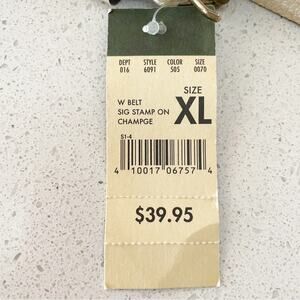 DEPT STYLE COLOR SIZE
016 6091 505 0070
SIZE
XL
W BELT
SIG STAMP ON
CHAMPGE
51-4
4 10017 06757 4
$39.95